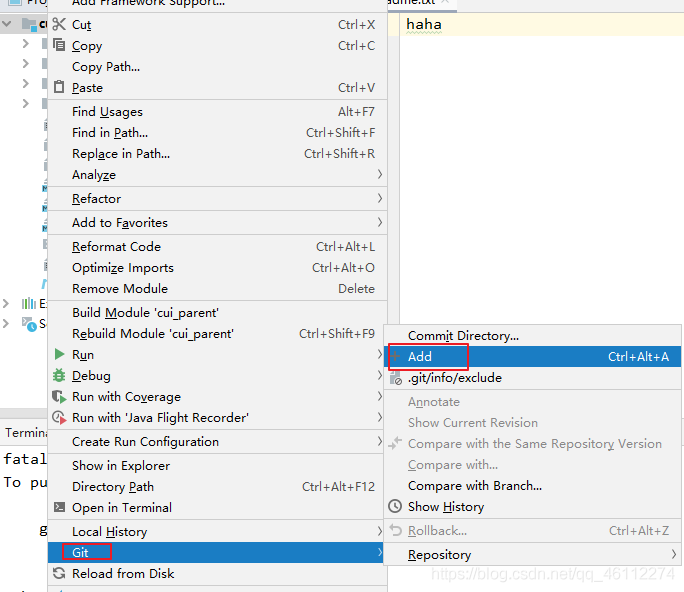 Add Framework Support...
Cut Ctrl+X
Copy Ctrl+C
Copy Path...
Paste Ctrl+V
Find Usages Alt+F7
Find in Path... Ctrl+Shift+F
Replace in Path... Ctrl+Shift+R
Analyze
Refactor
Add to Favorites
Reformat Code Ctrl+Alt+L
Optimize Imports Ctrl+Alt+O
Remove Module Delete
Build Module 'cui_parent'
Rebuild Module 'cui_parent' Ctrl+Shift+F9
Run
Debug
Run with Coverage
Run with 'Java Flight Recorder'
Create Run Configuration
Show in Explorer
Directory Path Ctrl+Alt+F12
Open in Terminal
Local History
Git
Reload from Disk
haha
Commit Directory...
Add Ctrl+Alt+A
.git/info/exclude
Annotate
Show Current Revision
Compare with the Same Repository Version
Compare with...
Compare with Branch...
Show History
Rollback... Ctrl+Alt+Z
Repository
Termin
fatal
To pu
g
https://blog.csdn.net/qq_46112274